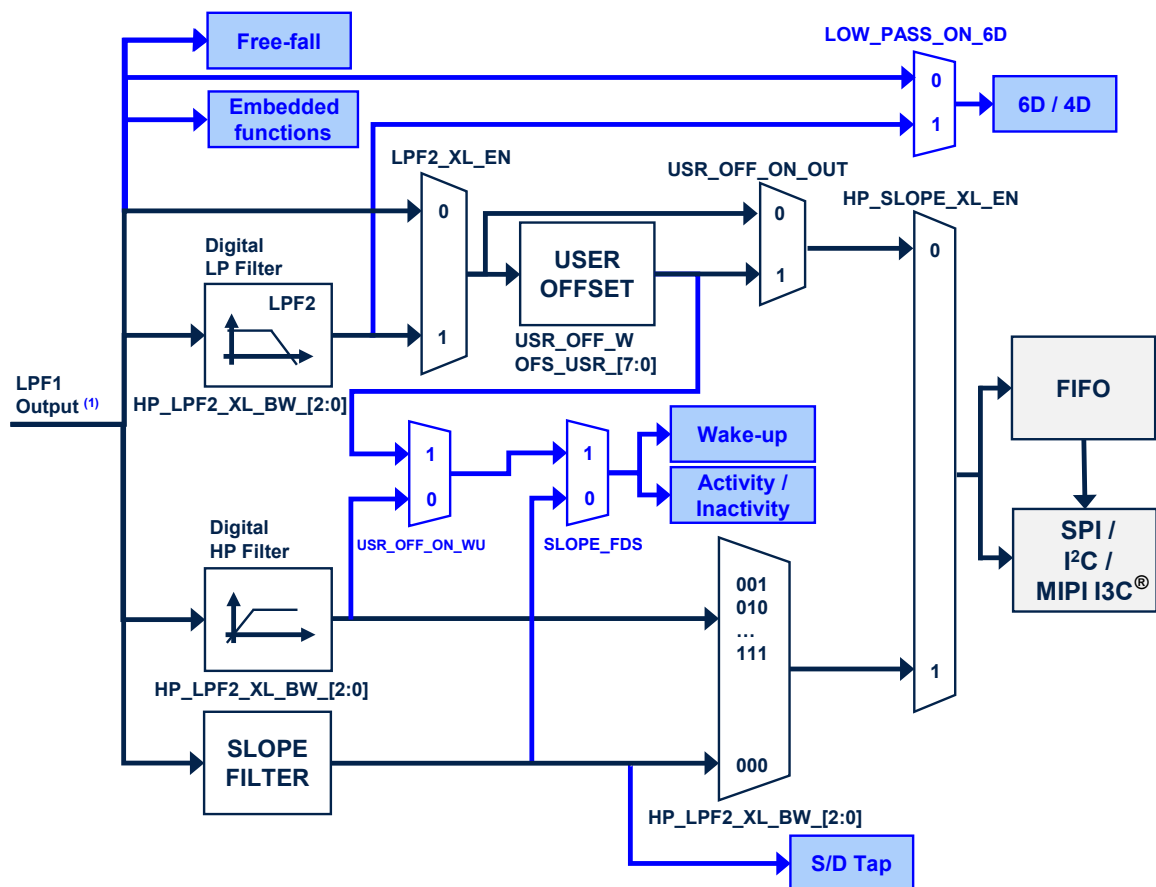 Free-fall
LOW_PASS_ON_6D
0
6D / 4D
Embedded
functions
1
LPF2_XL_EN
USR_OFF_ON_OUT
HP_SLOPE_XL_EN
0
0
0
Digital
LP Filter
LPF2
USER
OFFSET
1
1
USR_OFF_W
OFS_USR_[7:0]
LPF1
Output (1)
HP_LPF2_XL_BW_[2:0]
FIFO
1
0
USR_OFF_ON_WU
1
0
SLOPE_FDS
Wake-up
Activity /
Inactivity
SPI /
I²C /
MIPI I3C®
Digital
HP Filter
001
010
...
111
1
HP_LPF2_XL_BW_[2:0]
SLOPE
FILTER
000
HP_LPF2_XL_BW_[2:0]
S/D Tap